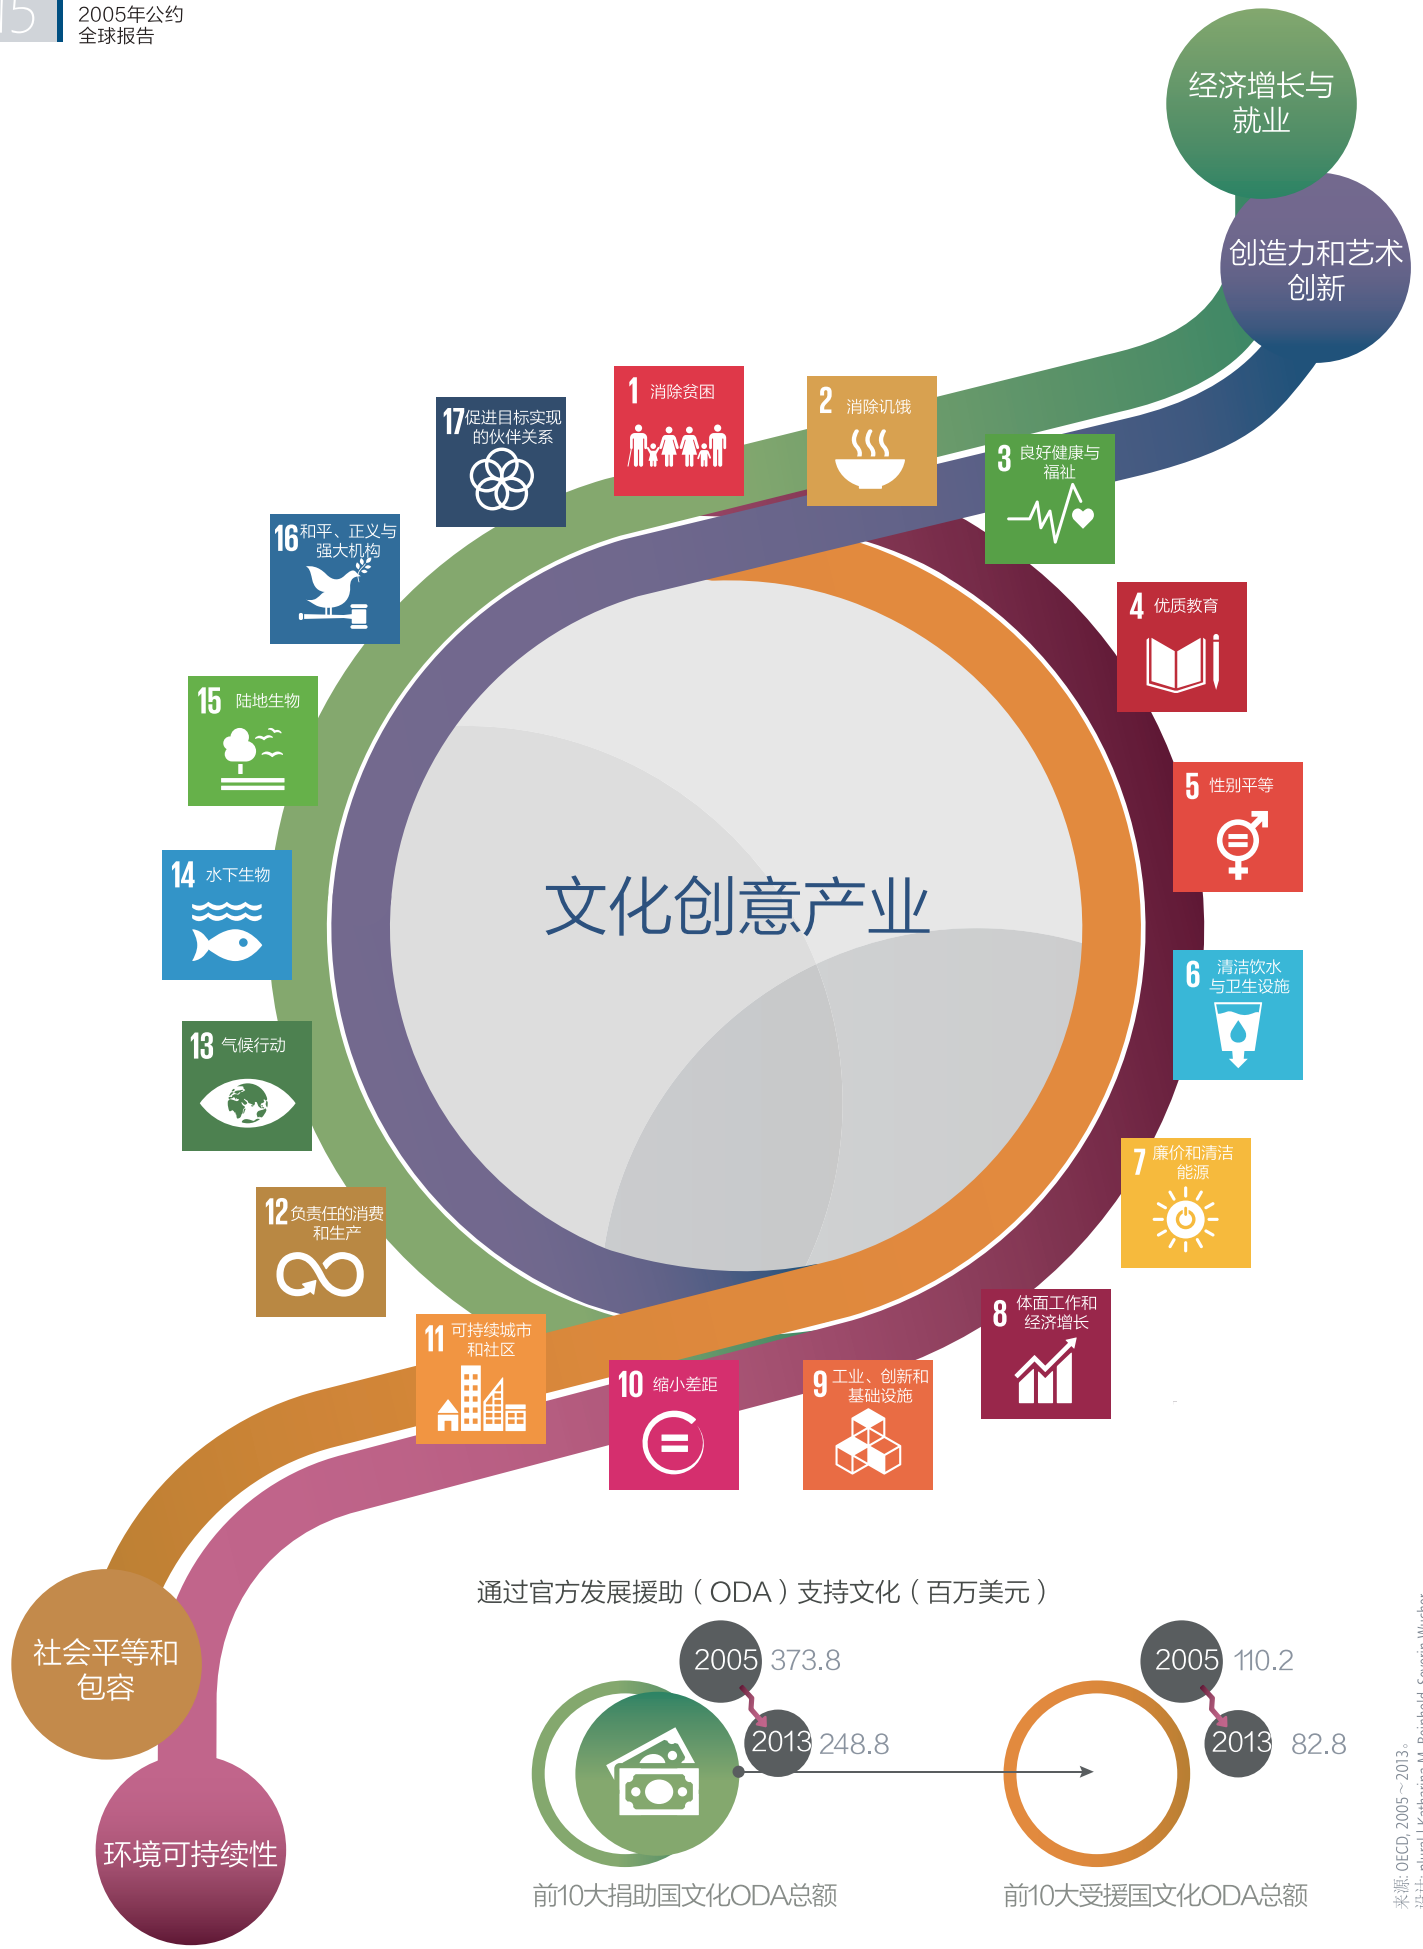 15
2005年公约
全球报告
经济增长与
就业
创造力和艺术
创新
1 消除贫困
2 消除饥饿
3 良好健康与
福祉
4 优质教育
5 性别平等
6 清洁饮水
与卫生设施
7 廉价和清洁
能源
8 体面工作和
经济增长
9 工业、创新和
基础设施
10 缩小差距
11 可持续城市
和社区
12 负责任的消费
和生产
13 气候行动
14 水下生物
15 陆地生物
16 和平、正义与
强大机构
17 促进目标实现
的伙伴关系
文化创意产业
社会平等和
包容
环境可持续性
通过官方发展援助（ODA）支持文化（百万美元）
2005 373.8
2013 248.8
前10大捐助国文化ODA总额
2005 110.2
2013 82.8
前10大受援国文化ODA总额
来源: OECD, 2005～2013。
设计: plural | Katharina M. Reinhold, Severin Wucher